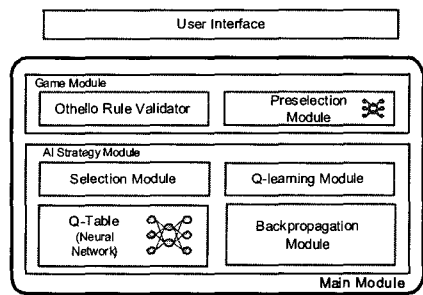 User Interface
Game Module
Othello Rule Validator
Preselection
Module
AI Strategy Module
Selection Module
Q-learning Module
Q-Table
(Neural
Network)
Backpropagation
Module
Main Module